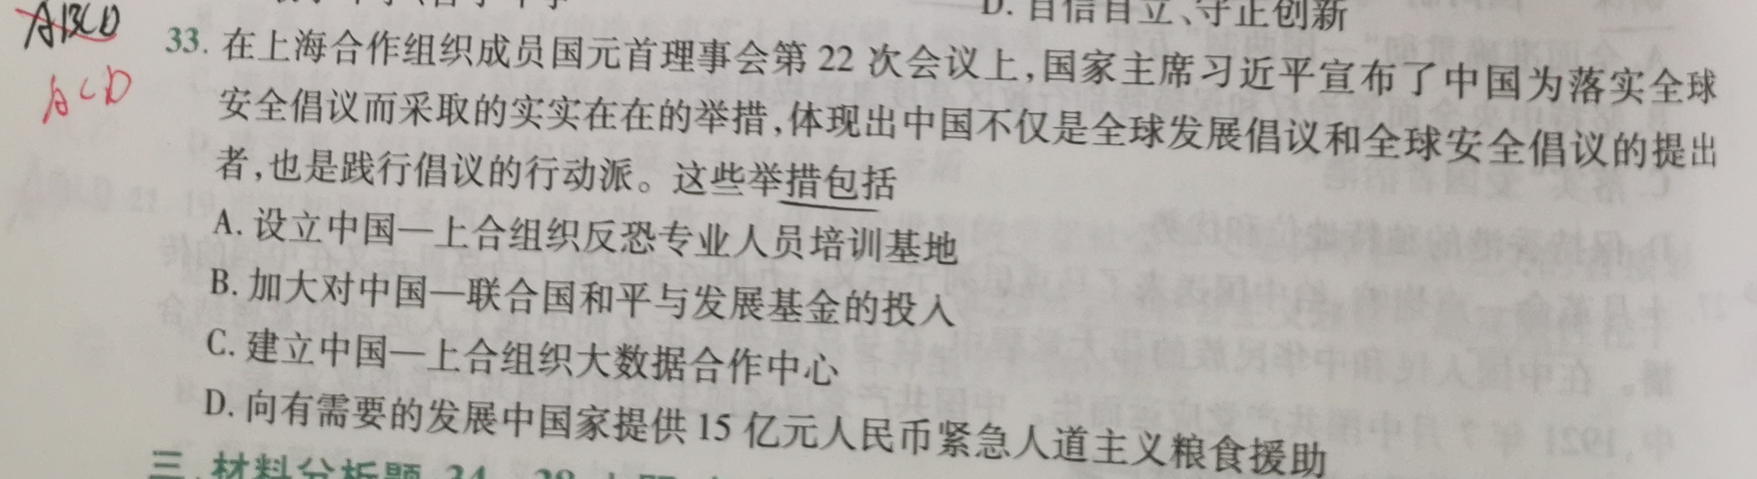 D. 自信自立、守正创新
ABCD
33. 在上海合作组织成员国元首理事会第 22 次会议上,国家主席习近平宣布了中国为落实全球
ACD
安全倡议而采取的实实在在的举措,体现出中国不仅是全球发展倡议和全球安全倡议的提出
者,也是践行倡议的行动派。这些举措包括
A. 设立中国—上合组织反恐专业人员培训基地
B. 加大对中国—联合国和平与发展基金的投入
C. 建立中国—上合组织大数据合作中心
D. 向有需要的发展中国家提供 15 亿元人民币紧急人道主义粮食援助
三、材料分析题